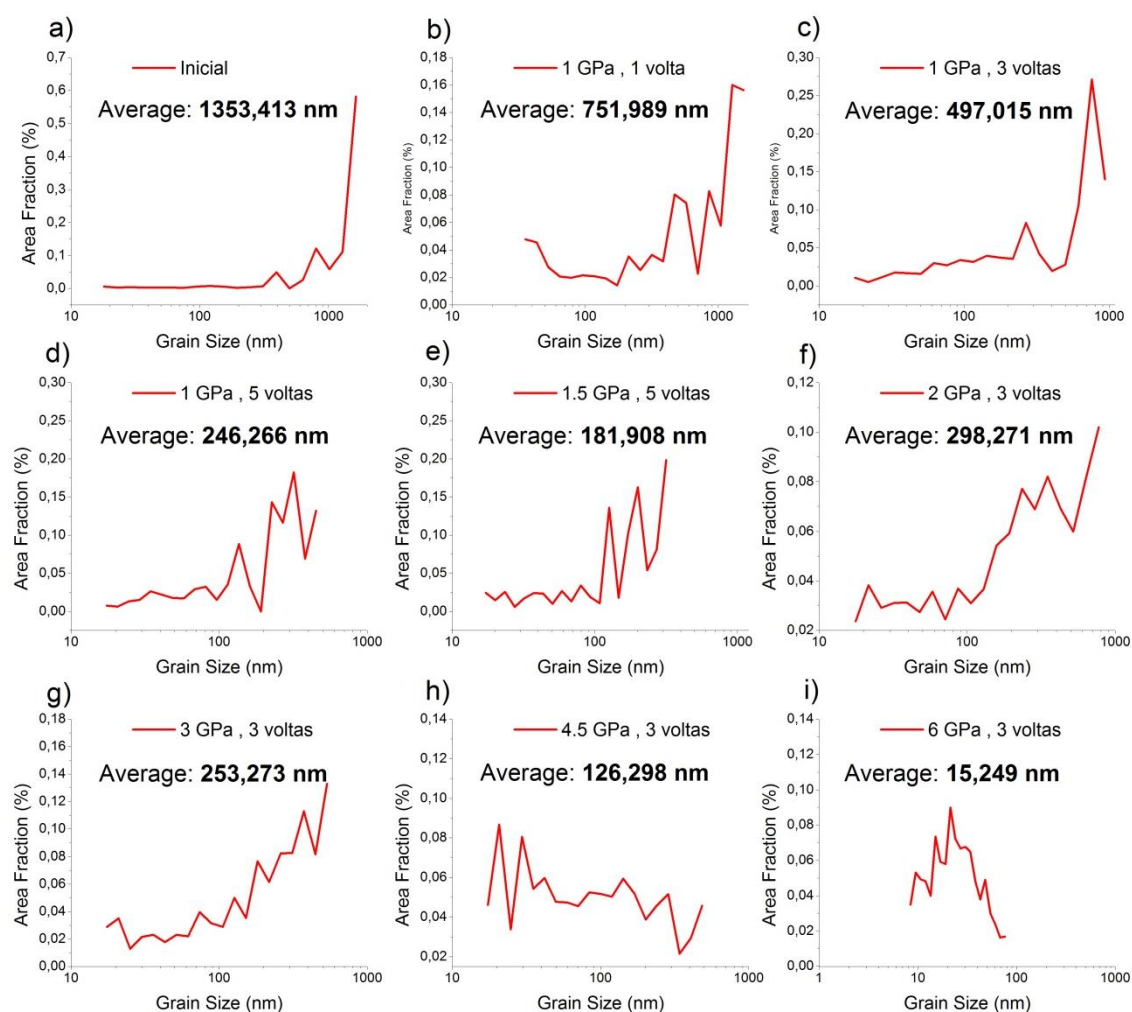 a)
Inicial
Average: 1353,413 nm
0,7
0,6
0,5
0,4
0,3
0,2
0,1
0,0
Area Fraction (%)
10
100
1000
Grain Size (nm)
b)
1 GPa , 1 volta
Average: 751,989 nm
0,18
0,16
0,14
0,12
0,10
0,08
0,06
0,04
0,02
0,00
Area Fraction (%)
10
100
1000
Grain Size (nm)
c)
1 GPa , 3 voltas
Average: 497,015 nm
0,30
0,25
0,20
0,15
0,10
0,05
0,00
Area Fraction (%)
10
100
1000
Grain Size (nm)
d)
1 GPa , 5 voltas
Average: 246,266 nm
0,30
0,25
0,20
0,15
0,10
0,05
0,00
Area Fraction (%)
10
100
1000
Grain Size (nm)
e)
1.5 GPa , 5 voltas
Average: 181,908 nm
0,30
0,25
0,20
0,15
0,10
0,05
0,00
Area Fraction (%)
10
100
1000
Grain Size (nm)
f)
2 GPa , 3 voltas
Average: 298,271 nm
0,12
0,10
0,08
0,06
0,04
0,02
Area Fraction (%)
10
100
1000
Grain Size (nm)
g)
3 GPa , 3 voltas
Average: 253,273 nm
0,18
0,16
0,14
0,12
0,10
0,08
0,06
0,04
0,02
0,00
Area Fraction (%)
10
100
1000
Grain Size (nm)
h)
4.5 GPa , 3 voltas
Average: 126,298 nm
0,14
0,12
0,10
0,08
0,06
0,04
0,02
Area Fraction (%)
10
100
1000
Grain Size (nm)
i)
6 GPa , 3 voltas
Average: 15,249 nm
0,14
0,12
0,10
0,08
0,06
0,04
0,02
0,00
Area Fraction (%)
1
10
100
1000
Grain Size (nm)